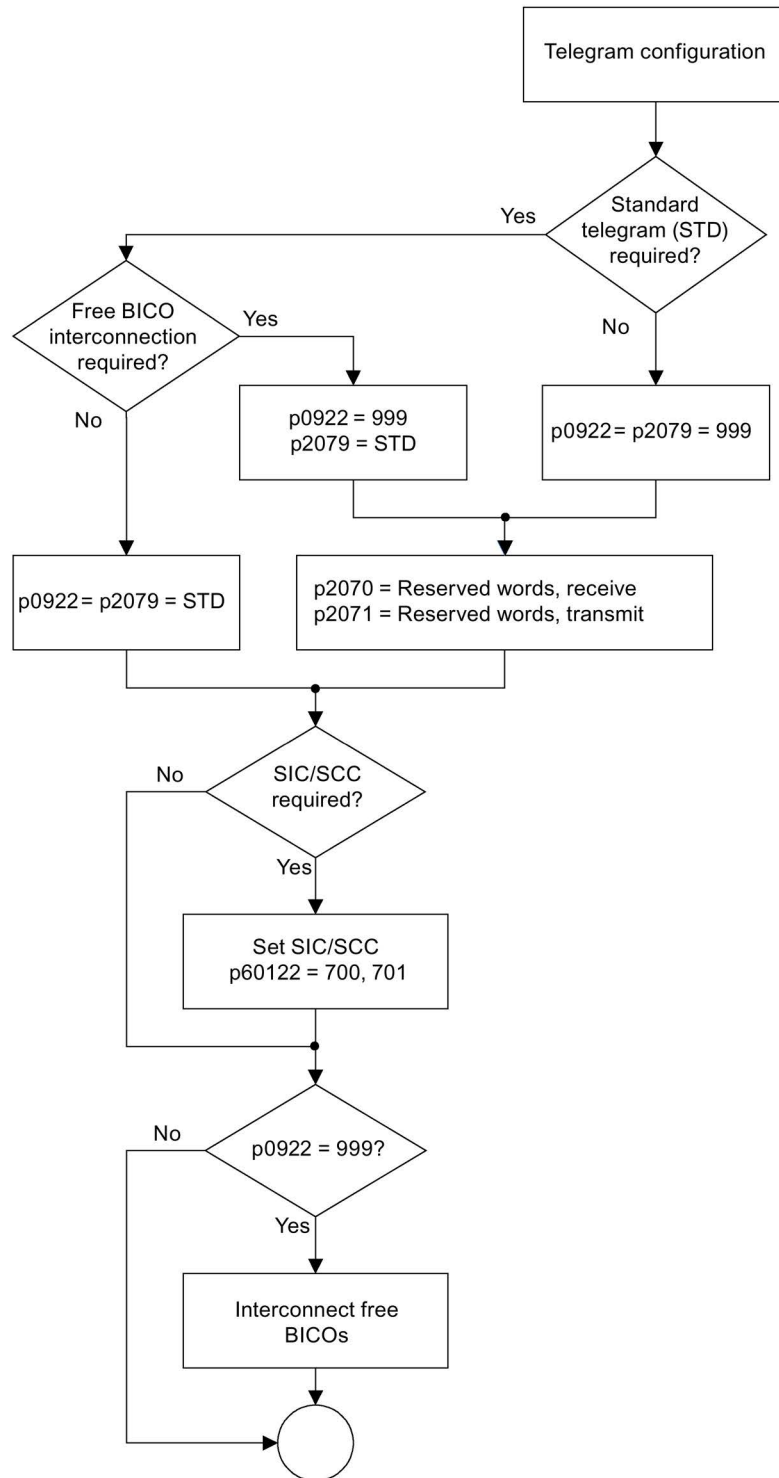 Telegram configuration
Standard
telegram (STD)
required?
Yes
No
Free BICO
interconnection
required?
Yes
No
p0922 = 999
p2079 = STD
p0922 = p2079 = 999
p0922 = p2079 = STD
p2070 = Reserved words, receive
p2071 = Reserved words, transmit
SIC/SCC
required?
No
Yes
Set SIC/SCC
p60122 = 700, 701
p0922 = 999?
No
Yes
Interconnect free
BICOs